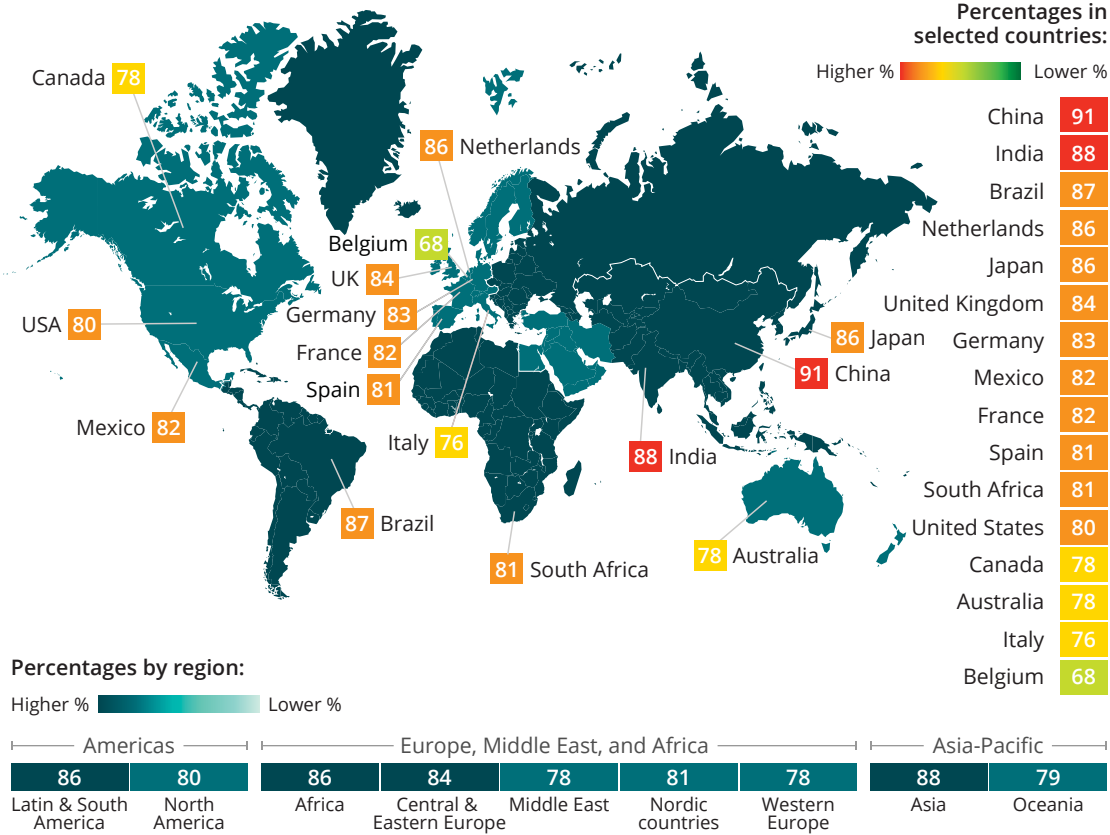 Percentages in
selected countries:
Higher % Lower %
Canada 78
86 Netherlands
Belgium 68
UK 84
Germany 83
USA 80
France 82
Spain 81
Mexico 82
Italy 76
86 Japan
91 China
88 India
87 Brazil
78 Australia
81 South Africa
China 91
India 88
Brazil 87
Netherlands 86
Japan 86
United Kingdom 84
Germany 83
Mexico 82
France 82
Spain 81
South Africa 81
United States 80
Canada 78
Australia 78
Italy 76
Belgium 68
Percentages by region:
Higher % Lower %
Americas
86 80
Latin & South
America
North
America
Europe, Middle East, and Africa
86 84 78 81 78
Africa
Central &
Eastern Europe
Middle East
Nordic
countries
Western
Europe
Asia-Pacific
88 79
Asia
Oceania